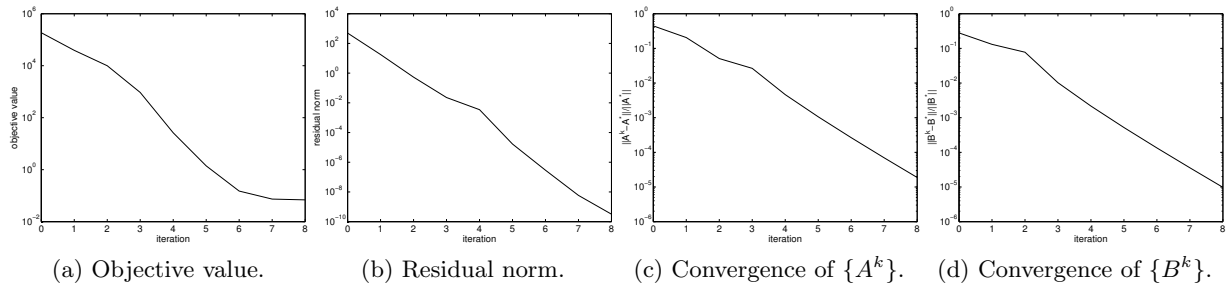 10^6
10^4
10^2
10^0
10^−2
objective value
0 1 2 3 4 5 6 7 8
iteration
(a) Objective value.
10^4
10^2
10^0
10^−2
10^−4
10^−6
10^−8
10^−10
residual norm
0 1 2 3 4 5 6 7 8
iteration
(b) Residual norm.
10^0
10^−1
10^−2
10^−3
10^−4
10^−5
10^−6
||A^k−A^*||/||A^*||
0 1 2 3 4 5 6 7 8
iteration
(c) Convergence of {A^k}.
10^0
10^−1
10^−2
10^−3
10^−4
10^−5
10^−6
||B^k−B^*||/||B^*||
0 1 2 3 4 5 6 7 8
iteration
(d) Convergence of {B^k}.